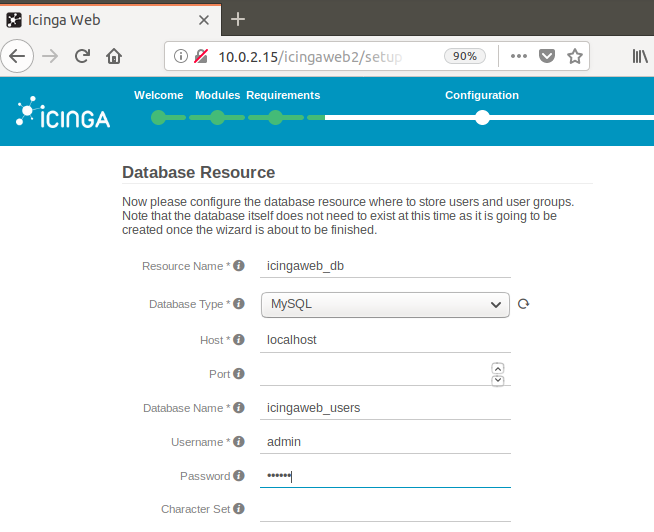 Icinga Web
10.0.2.15/icingaweb2/setup 90%
Welcome Modules Requirements Configuration
ICINGA
Database Resource
Now please configure the database resource where to store users and user groups.
Note that the database itself does not need to exist at this time as it is going to be
created once the wizard is about to be finished.
Resource Name * icingaweb_db
Database Type * MySQL
Host * localhost
Port
Database Name * icingaweb_users
Username * admin
Password ••••••
Character Set